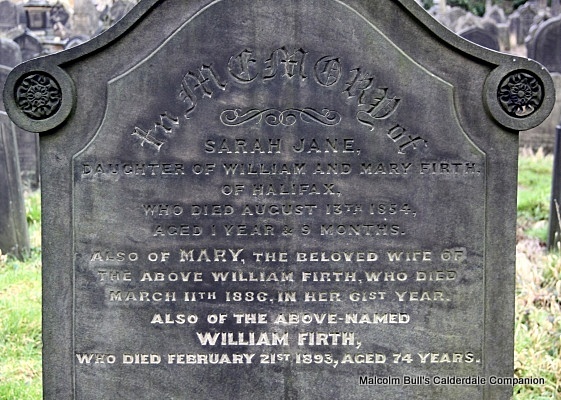 In MEMORY of
SARAH JANE,
DAUGHTER OF WILLIAM AND MARY FIRTH,
OF HALIFAX,
WHO DIED AUGUST 13TH 1854,
AGED 1 YEAR & 9 MONTHS.
ALSO OF MARY, THE BELOVED WIFE OF
THE ABOVE WILLIAM FIRTH, WHO DIED
MARCH 11TH 1886, IN HER 61ST YEAR.
ALSO OF THE ABOVE-NAMED
WILLIAM FIRTH,
WHO DIED FEBRUARY 21ST 1893, AGED 74 YEARS.
Malcolm Bull's Calderdale Companion